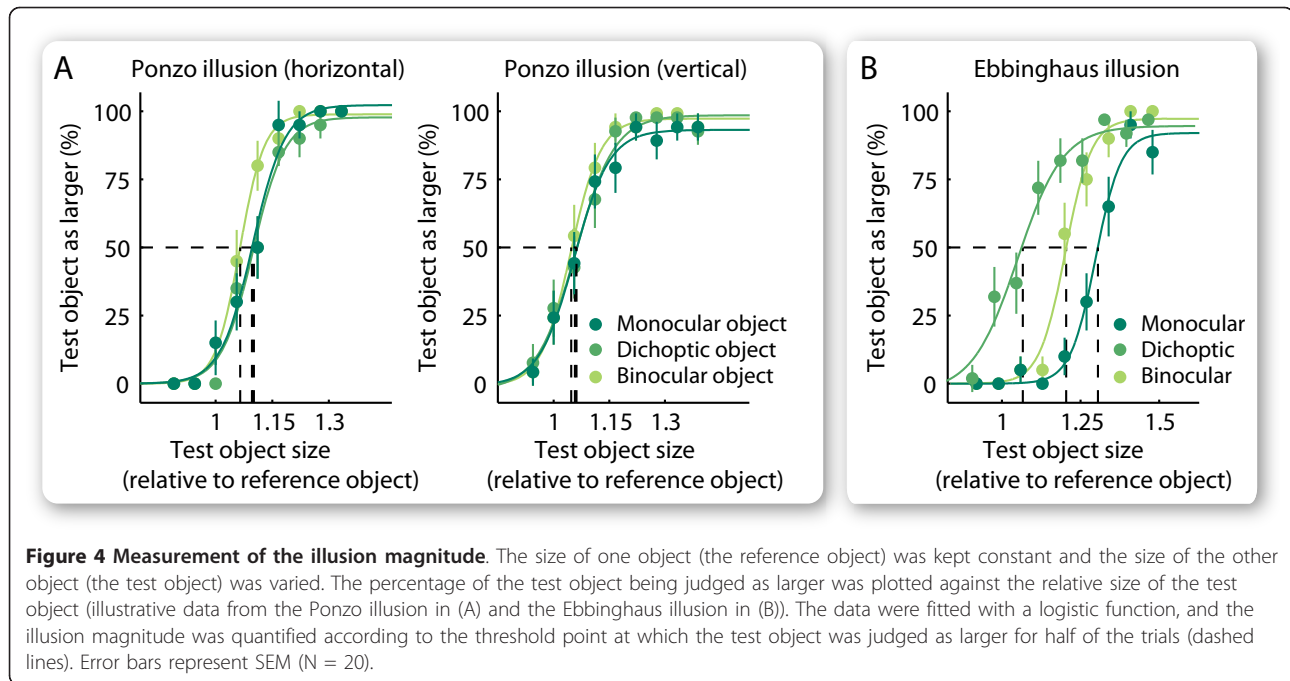 A
Ponzo illusion (horizontal)
Test object as larger (%)
100
75
50
25
0
1
1.15
1.3
Test object size
(relative to reference object)
Ponzo illusion (vertical)
Test object as larger (%)
100
75
50
25
0
Monocular object
Dichoptic object
Binocular object
1
1.15
1.3
Test object size
(relative to reference object)
B
Ebbinghaus illusion
Test object as larger (%)
100
75
50
25
0
Monocular
Dichoptic
Binocular
1
1.25
1.5
Test object size
(relative to reference object)
Figure 4 Measurement of the illusion magnitude. The size of one object (the reference object) was kept constant and the size of the other
object (the test object) was varied. The percentage of the test object being judged as larger was plotted against the relative size of the test
object (illustrative data from the Ponzo illusion in (A) and the Ebbinghaus illusion in (B)). The data were fitted with a logistic function, and the
illusion magnitude was quantified according to the threshold point at which the test object was judged as larger for half of the trials (dashed
lines). Error bars represent SEM (N = 20).